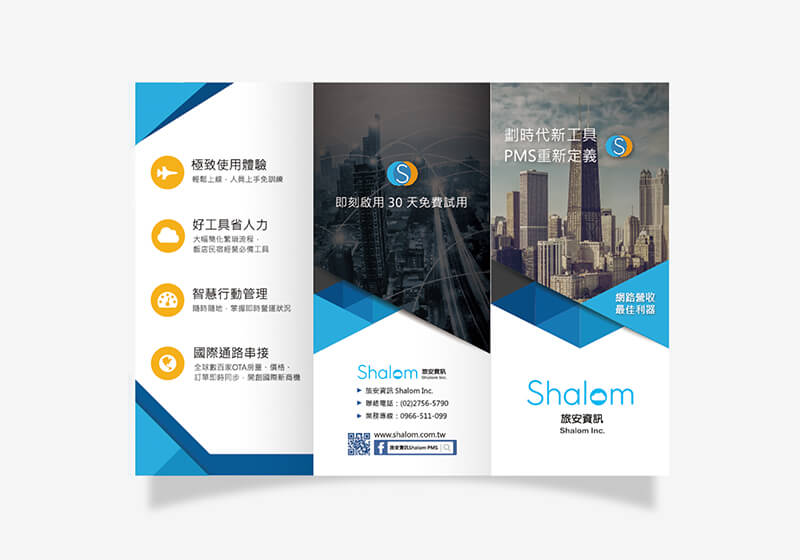 極致使用體驗
輕鬆上線，人員上手免訓練
好工具省人力
大幅簡化繁瑣流程，
飯店民宿經營必備工具
智慧行動管理
隨時隨地，掌握即時營運狀況
國際通路串接
全球數百家OTA房量、價格、
訂單即時同步，開創國際新商機
S
即刻啟用 30 天免費試用
Shalom 旅安資訊
Shalom Inc.
旅安資訊 Shalom Inc.
聯絡電話：(02)2756-5790
業務專線：0966-511-099
www.shalom.com.tw
f 旅安資訊Shalom PMS
劃時代新工具
PMS重新定義
S
網路營收
最佳利器
Shalom
旅安資訊
Shalom Inc.